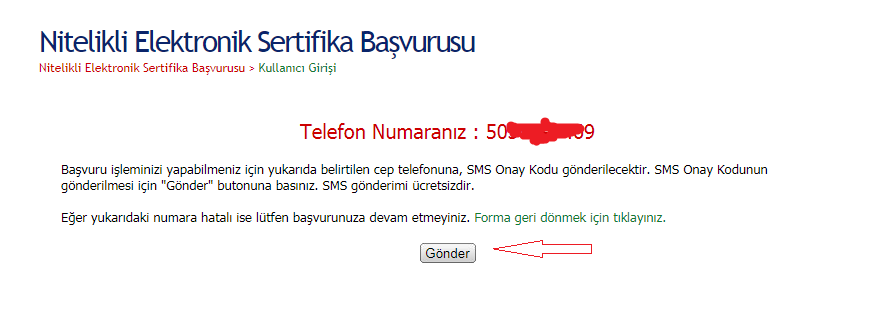 Nitelikli Elektronik Sertifika Başvurusu
Nitelikli Elektronik Sertifika Başvurusu > Kullanıcı Girişi
Telefon Numaranız : 50
Başvuru işleminizi yapabilmeniz için yukarıda belirtilen cep telefonuna, SMS Onay Kodu gönderilecektir. SMS Onay Kodunun
gönderilmesi için "Gönder" butonuna basınız. SMS gönderimi ücretsizdir.
Eğer yukarıdaki numara hatalı ise lütfen başvurunuza devam etmeyiniz. Forma geri dönmek için tıklayınız.
Gönder